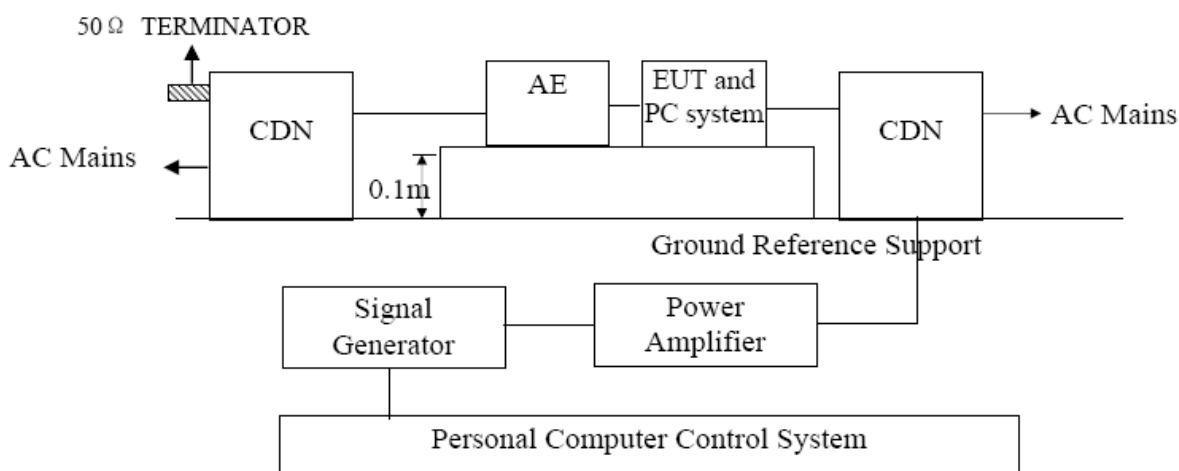 50 Ω TERMINATOR
CDN
AC Mains
AE
EUT and
PC system
CDN
AC Mains
0.1m
Ground Reference Support
Signal
Generator
Power
Amplifier
Personal Computer Control System